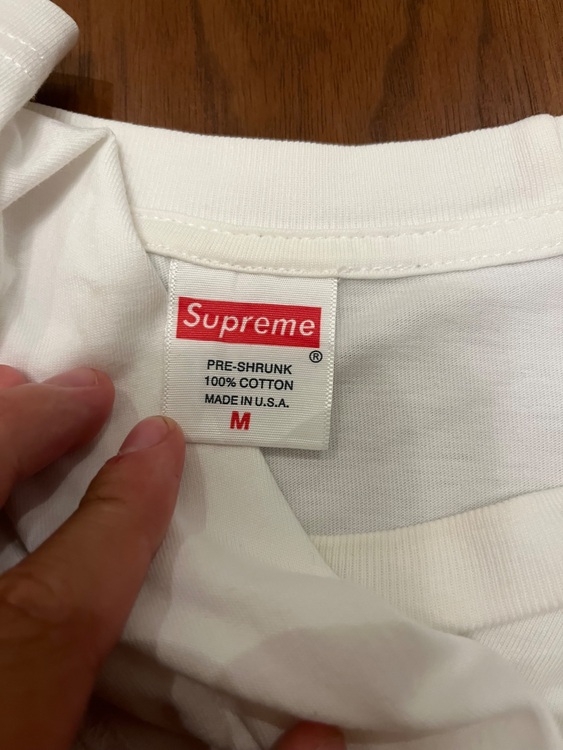 Supreme
®
PRE-SHRUNK
100% COTTON
MADE IN U.S.A.
M